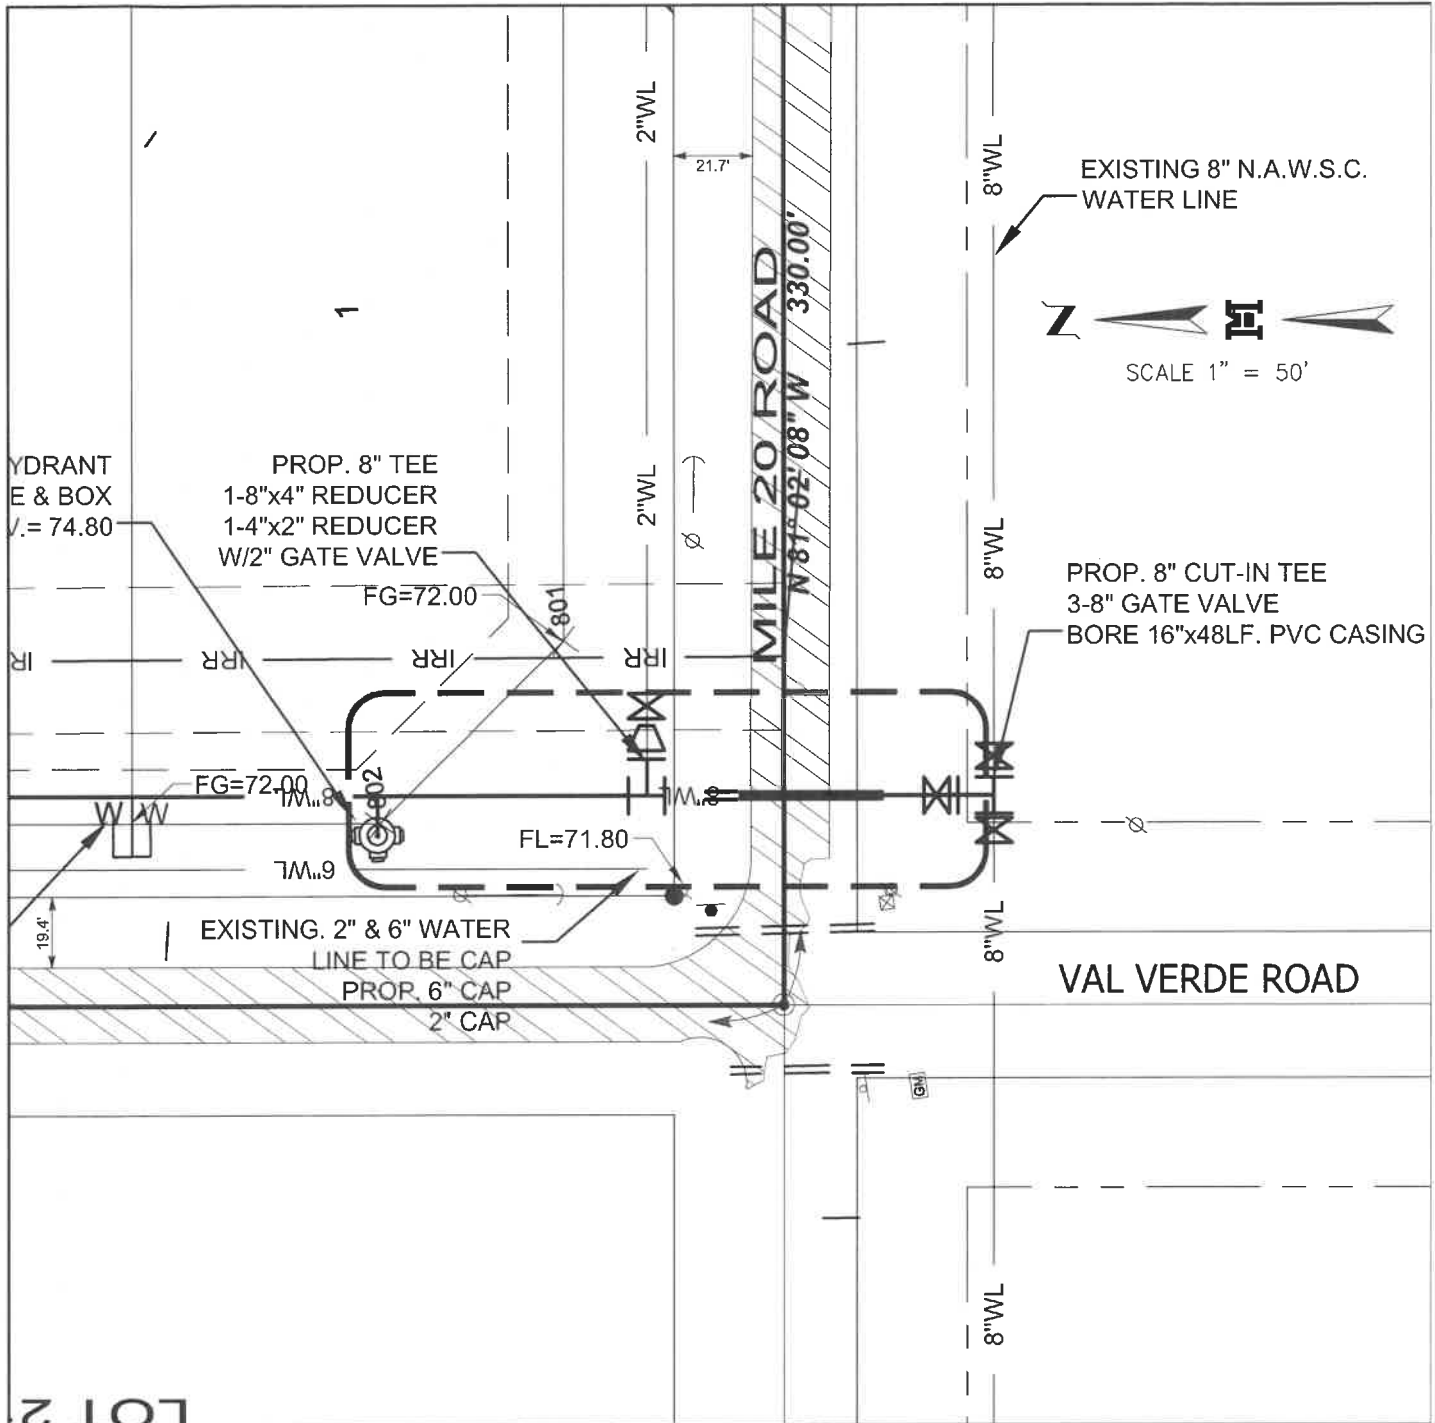 2"WL
21.7'
8"WL
EXISTING 8" N.A.W.S.C.
WATER LINE
N
SCALE 1" = 50'
1
MILE 20 ROAD
N 81° 02' 08" W 330.00'
YDRANT
E & BOX
V.= 74.80
PROP. 8" TEE
1-8"x4" REDUCER
1-4"x2" REDUCER
W/2" GATE VALVE
2"WL
8"WL
FG=72.00
801
PROP. 8" CUT-IN TEE
3-8" GATE VALVE
BORE 16"x48LF. PVC CASING
IR
IRR
IRR
IRR
FG=72.00
802
8"WL
8"WL
W W
FL=71.80
6"WL
19.4'
EXISTING. 2" & 6" WATER
LINE TO BE CAP
PROP. 6" CAP
2" CAP
8"WL
VAL VERDE ROAD
GM
8"WL
LOT 2